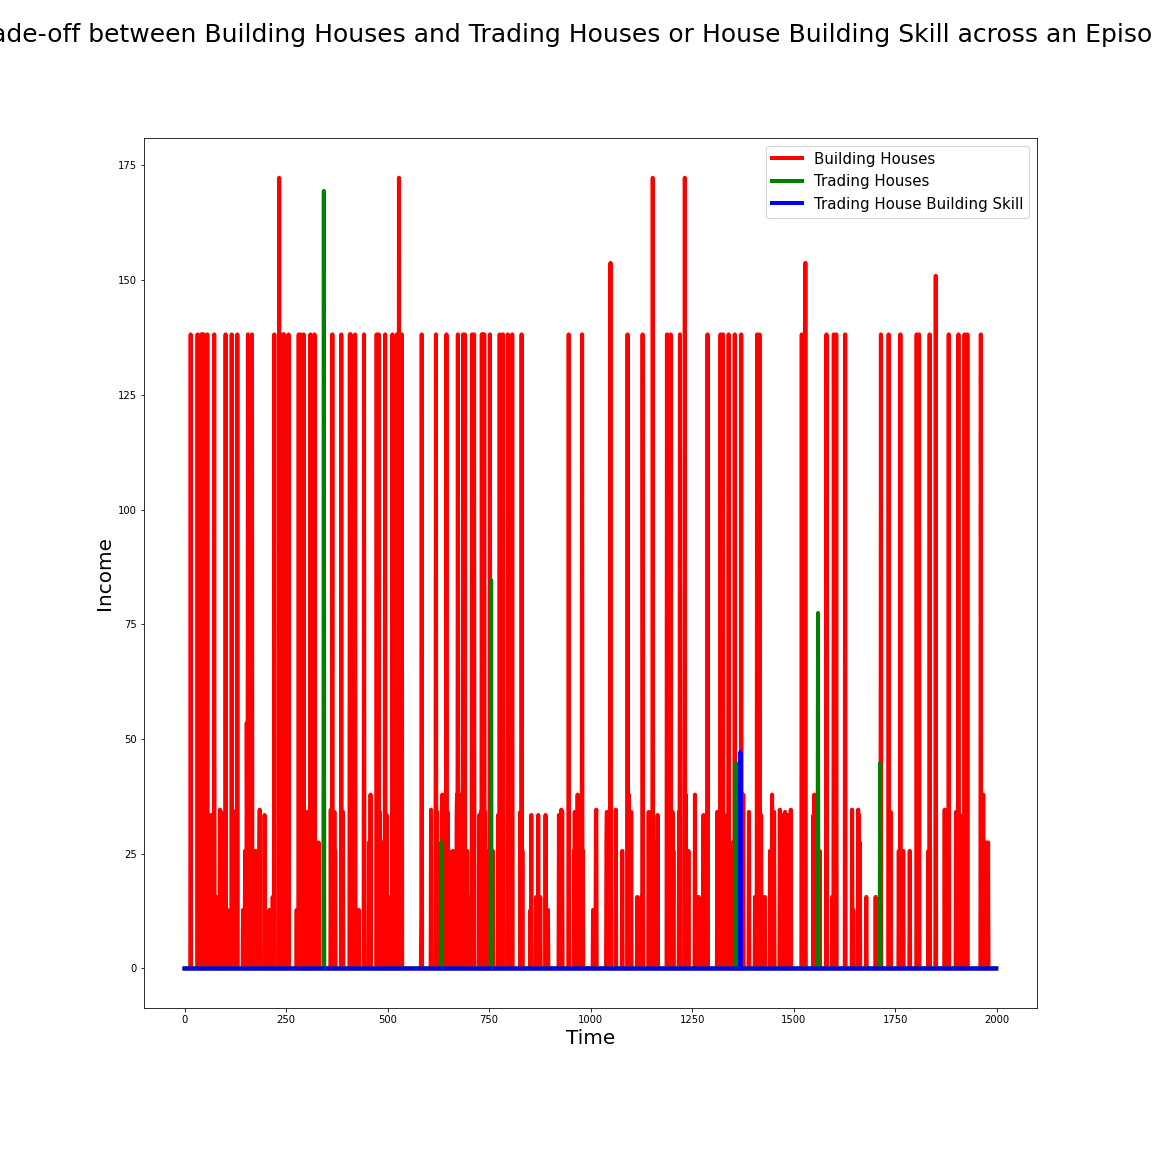 ade-off between Building Houses and Trading Houses or House Building Skill across an Episo
Building Houses
Trading Houses
Trading House Building Skill
175
150
125
100
75
50
25
0
Income
0 250 500 750 1000 1250 1500 1750 2000
Time